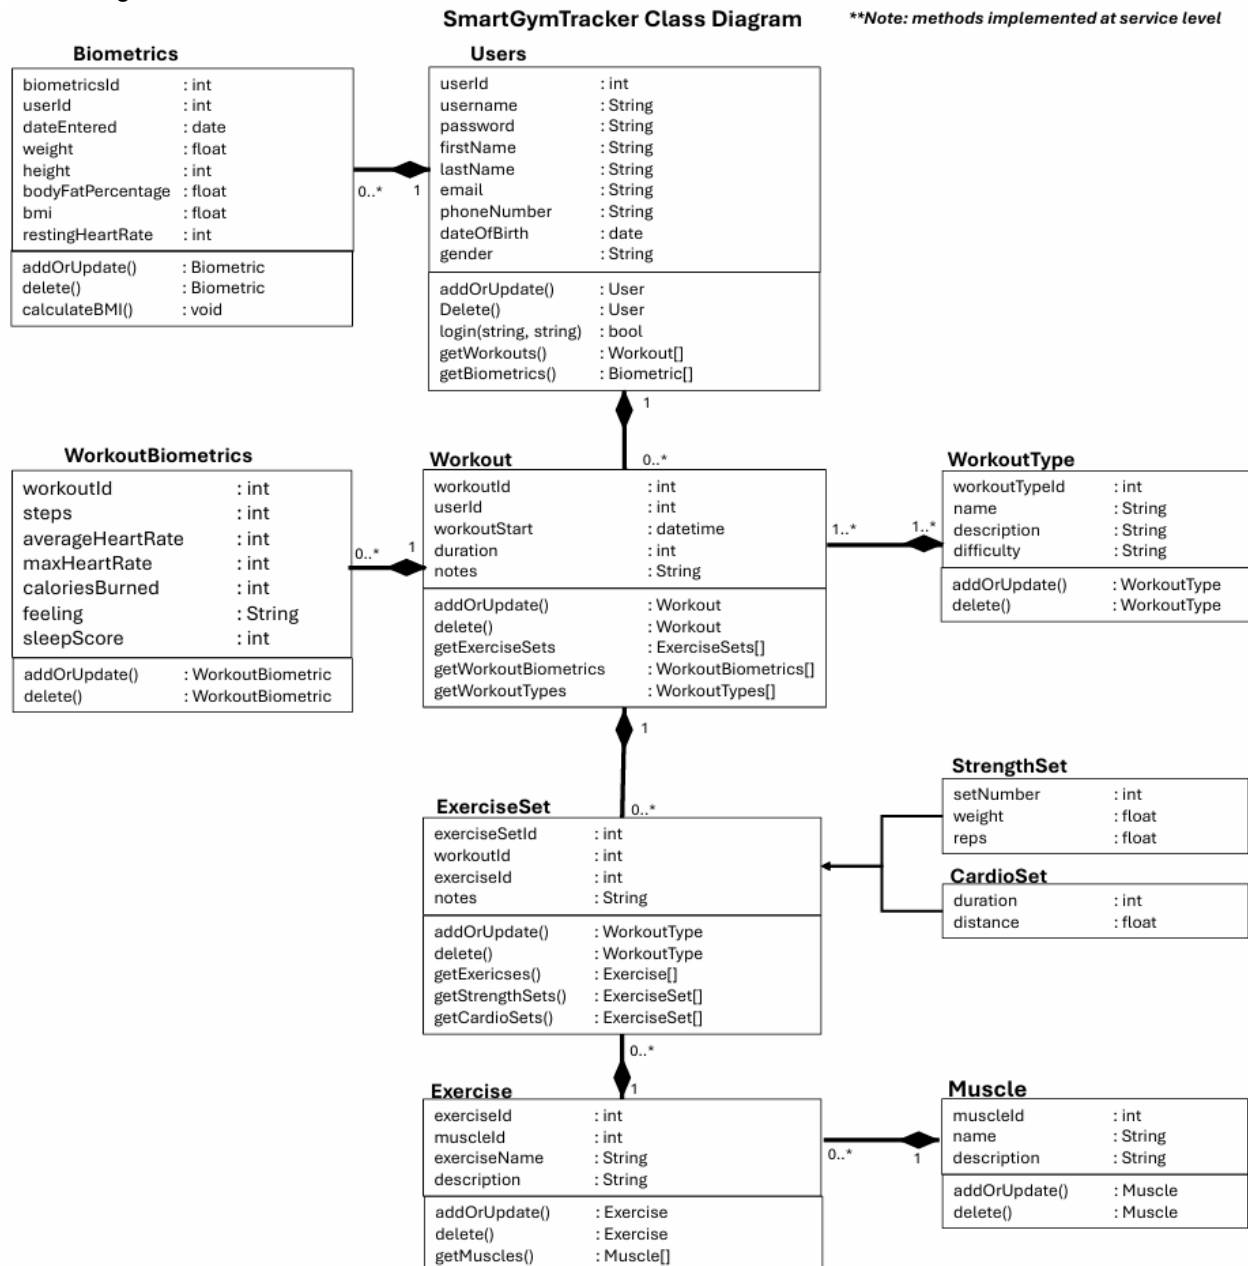 SmartGymTracker Class Diagram
**Note: methods implemented at service level
Biometrics
biometricsId : int
userId : int
dateEntered : date
weight : float
height : int
bodyFatPercentage : float
bmi : float
restingHeartRate : int
addOrUpdate() : Biometric
delete() : Biometric
calculateBMI() : void
0..* 1
Users
userId : int
username : String
password : String
firstName : String
lastName : String
email : String
phoneNumber : String
dateOfBirth : date
gender : String
addOrUpdate() : User
Delete() : User
login(string, string) : bool
getWorkouts() : Workout[]
getBiometrics() : Biometric[]
1
0..*
WorkoutBiometrics
workoutId : int
steps : int
averageHeartRate : int
maxHeartRate : int
caloriesBurned : int
feeling : String
sleepScore : int
addOrUpdate() : WorkoutBiometric
delete() : WorkoutBiometric
0..* 1
Workout
workoutId : int
userId : int
workoutStart : datetime
duration : int
notes : String
addOrUpdate() : Workout
delete() : Workout
getExerciseSets : ExerciseSets[]
getWorkoutBiometrics : WorkoutBiometrics[]
getWorkoutTypes : WorkoutTypes[]
1..* 1..*
WorkoutType
workoutTypeId : int
name : String
description : String
difficulty : String
addOrUpdate() : WorkoutType
delete() : WorkoutType
1
0..*
ExerciseSet
exerciseSetId : int
workoutId : int
exerciseId : int
notes : String
addOrUpdate() : WorkoutType
delete() : WorkoutType
getExericses() : Exercise[]
getStrengthSets() : ExerciseSet[]
getCardioSets() : ExerciseSet[]
StrengthSet
setNumber : int
weight : float
reps : float
CardioSet
duration : int
distance : float
0..*
1
Exercise
exerciseId : int
muscleId : int
exerciseName : String
description : String
addOrUpdate() : Exercise
delete() : Exercise
getMuscles() : Muscle[]
0..* 1
Muscle
muscleId : int
name : String
description : String
addOrUpdate() : Muscle
delete() : Muscle